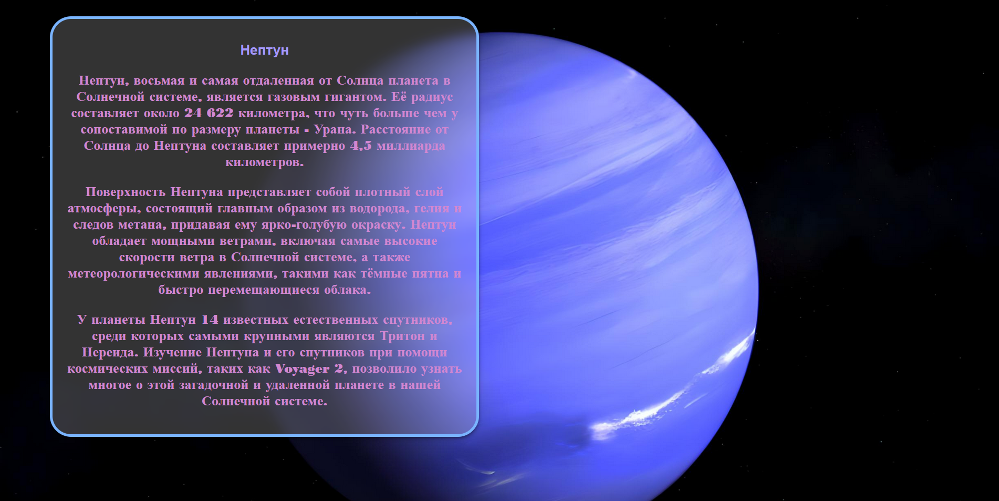 Нептун
Нептун, восьмая и самая отдаленная от Солнца планета в
Солнечной системе, является газовым гигантом. Её радиус
составляет около 24 622 километра, что чуть больше чем у
сопоставимой по размеру планеты - Урана. Расстояние от
Солнца до Нептуна составляет примерно 4,5 миллиарда
километров.
Поверхность Нептуна представляет собой плотный слой
атмосферы, состоящий главным образом из водорода, гелия и
следов метана, придавая ему ярко-голубую окраску. Нептун
обладает мощными ветрами, включая самые высокие
скорости ветра в Солнечной системе, а также
метеорологическими явлениями, такими как тёмные пятна и
быстро перемещающиеся облака.
У планеты Нептун 14 известных естественных спутников,
среди которых самыми крупными являются Тритон и
Нереида. Изучение Нептуна и его спутников при помощи
космических миссий, таких как Voyager 2, позволило узнать
многое о этой загадочной и удаленной планете в нашей
Солнечной системе.